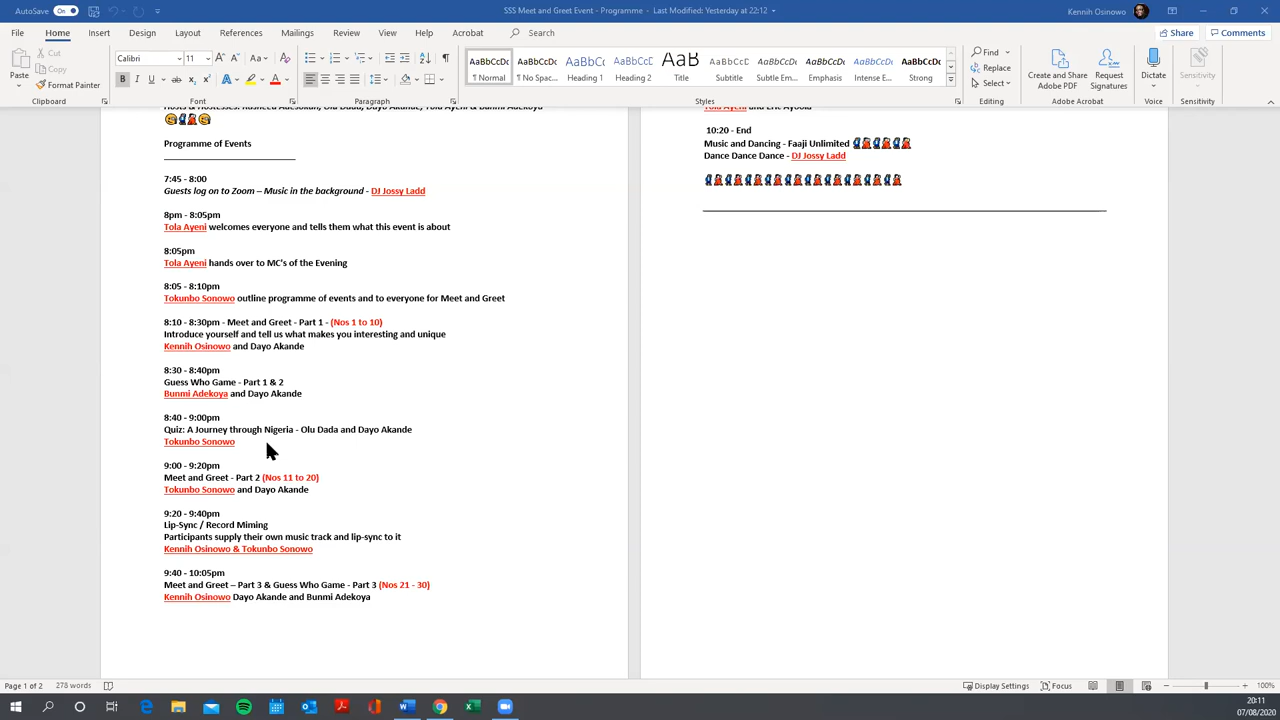 AutoSave On
SSS Meet and Greet Event - Programme - Last Modified: Yesterday at 22:12
Kennih Osinowo
File Home Insert Design Layout References Mailings Review View Help Acrobat Search Share Comments
Paste
Cut
Copy
Format Painter
Clipboard
Calibri 11
Font
Paragraph
AaBbCcDc ¶ Normal
AaBbCcDc ¶ No Spac...
AaBbC Heading 1
AaBbCc Heading 2
AaB Title
AaBbCcD Subtitle
AaBbCcDc Subtle Em...
AaBbCcDc Emphasis
AaBbCcDc Intense E...
AaBbCcDc Strong
Styles
Find
Replace
Select
Editing
Create and Share Adobe PDF
Request Signatures
Adobe Acrobat
Dictate
Voice
Sensitivity
Sensitivity
Programme of Events
7:45 - 8:00
Guests log on to Zoom – Music in the background - DJ Jossy Ladd
8pm - 8:05pm
Tola Ayeni welcomes everyone and tells them what this event is about
8:05pm
Tola Ayeni hands over to MC's of the Evening
8:05 - 8:10pm
Tokunbo Sonowo outline programme of events and to everyone for Meet and Greet
8:10 - 8:30pm - Meet and Greet - Part 1 - (Nos 1 to 10)
Introduce yourself and tell us what makes you interesting and unique
Kennih Osinowo and Dayo Akande
8:30 - 8:40pm
Guess Who Game - Part 1 & 2
Bunmi Adekoya and Dayo Akande
8:40 - 9:00pm
Quiz: A Journey through Nigeria - Olu Dada and Dayo Akande
Tokunbo Sonowo
9:00 - 9:20pm
Meet and Greet - Part 2 (Nos 11 to 20)
Tokunbo Sonowo and Dayo Akande
9:20 - 9:40pm
Lip-Sync / Record Miming
Participants supply their own music track and lip-sync to it
Kennih Osinowo & Tokunbo Sonowo
9:40 - 10:05pm
Meet and Greet – Part 3 & Guess Who Game - Part 3 (Nos 21 - 30)
Kennih Osinowo Dayo Akande and Bunmi Adekoya
10:20 - End
Music and Dancing - Faaji Unlimited
Dance Dance Dance - DJ Jossy Ladd
Page 1 of 2 278 words
Display Settings Focus 100%
20:11
07/08/2020